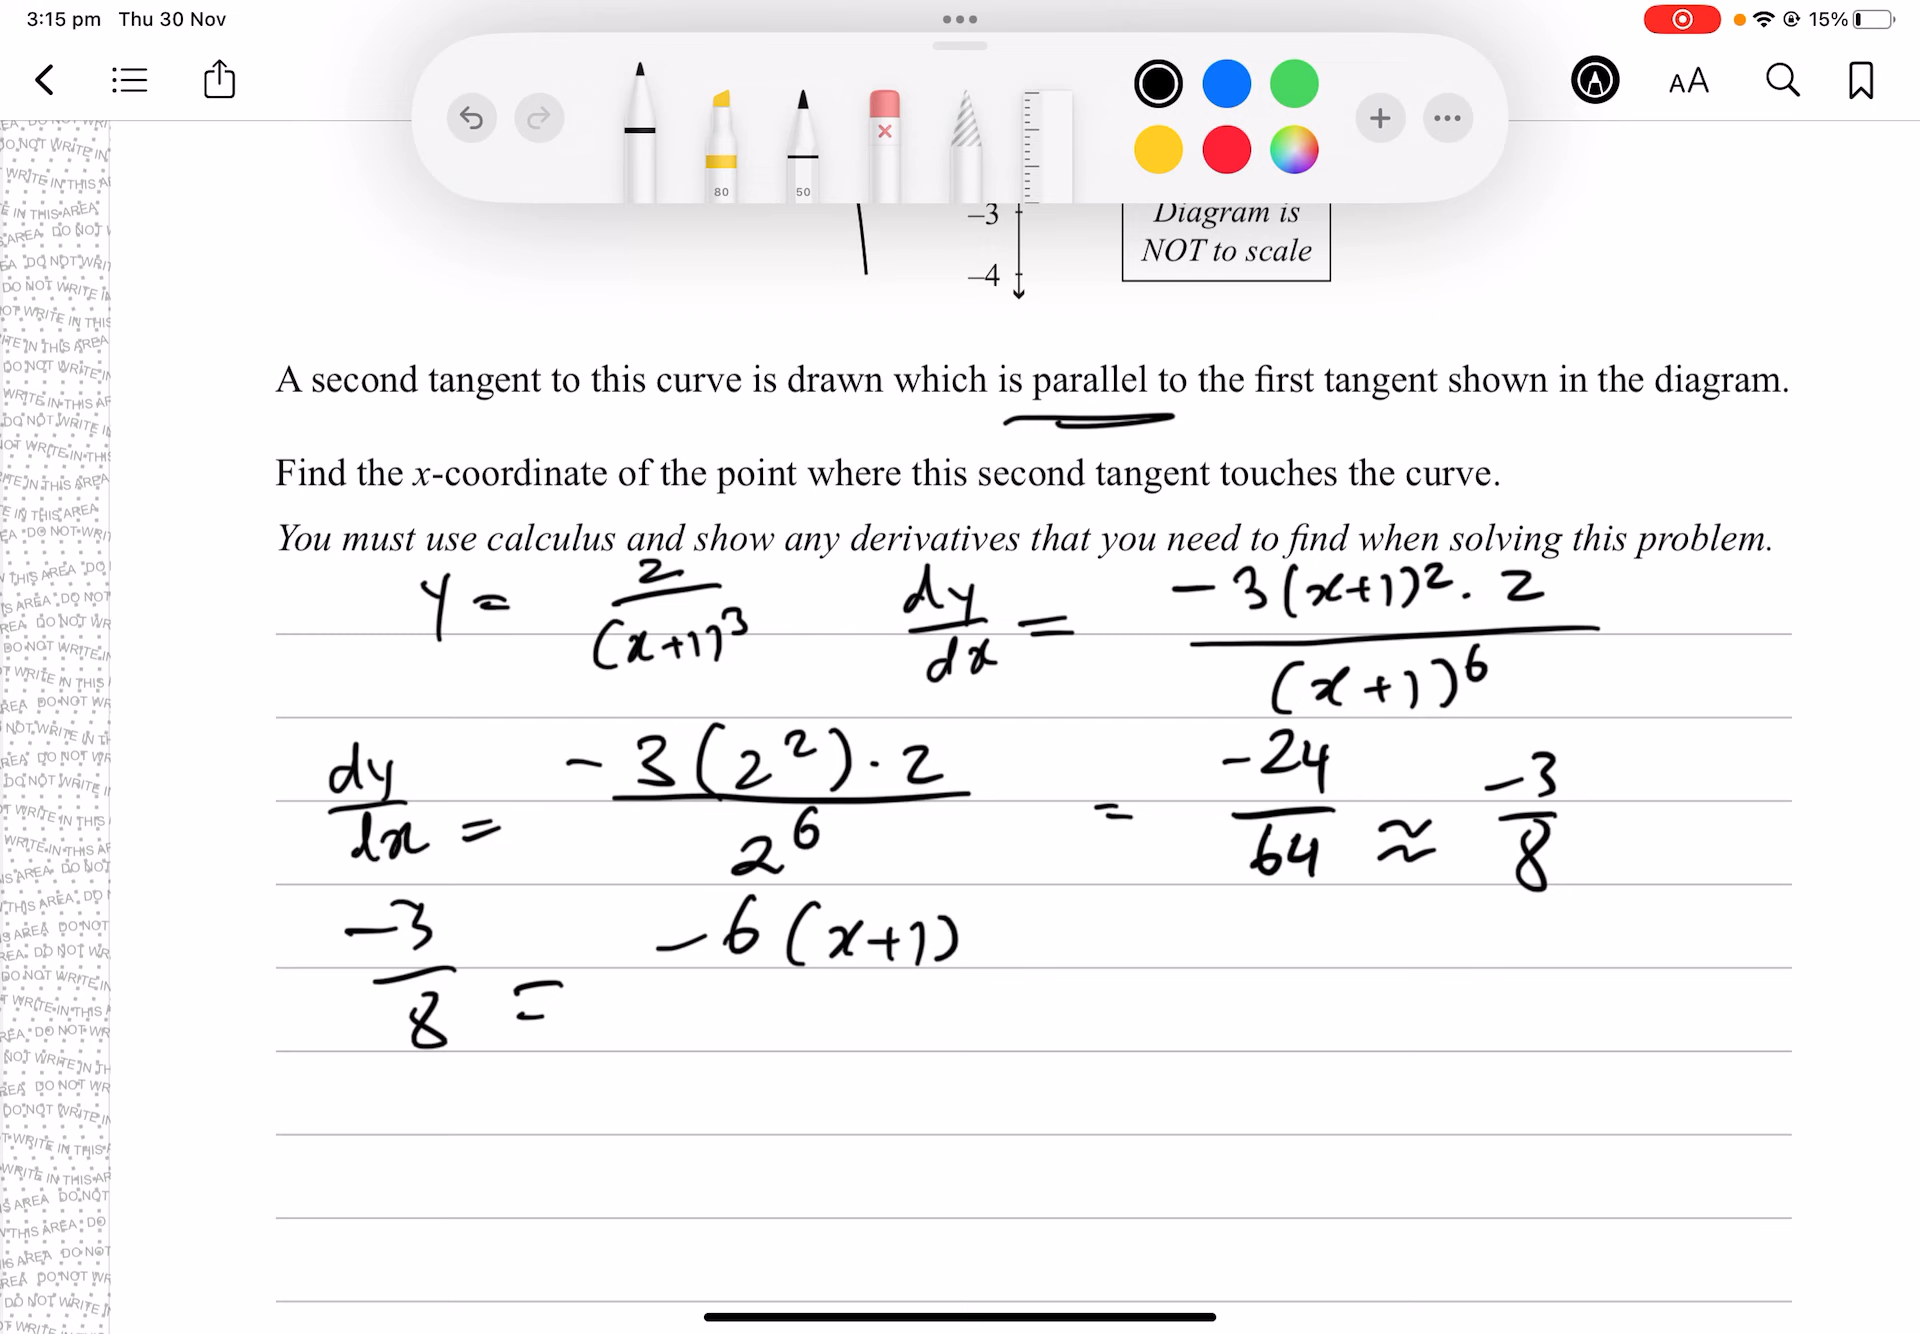 3:15 pm Thu 30 Nov
15%
AA
80
50
–3
–4
Diagram is
NOT to scale
A second tangent to this curve is drawn which is parallel to the first tangent shown in the diagram.
Find the x-coordinate of the point where this second tangent touches the curve.
You must use calculus and show any derivatives that you need to find when solving this problem.
y = 2/(x+1)³ dy/dx = -3(x+1)². 2/(x+1)⁶
dy/dx = -3(2²)·2/2⁶ = -24/64 ≈ -3/8
-3/8 = -6(x+1)
DO NOT WRITE IN THIS AREA